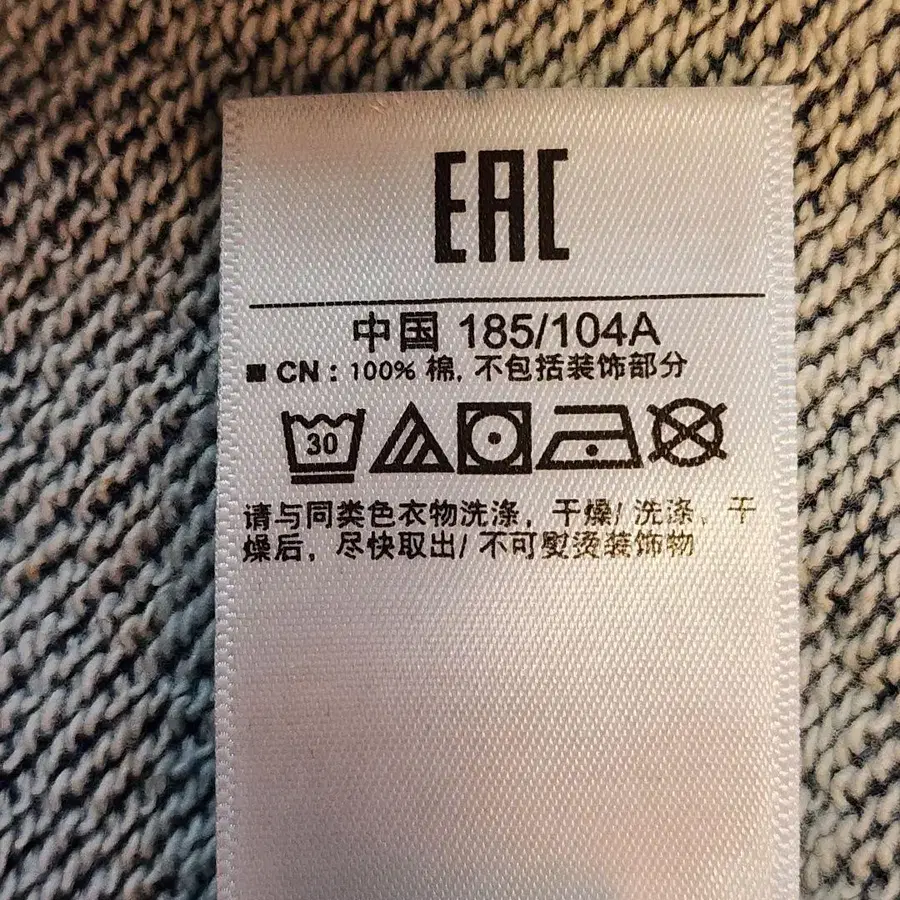 EAC
中国 185/104A
■ CN : 100% 棉, 不包括装饰部分
30
请与同类色衣物洗涤, 干燥/ 洗涤、干
燥后, 尽快取出/ 不可熨烫装饰物